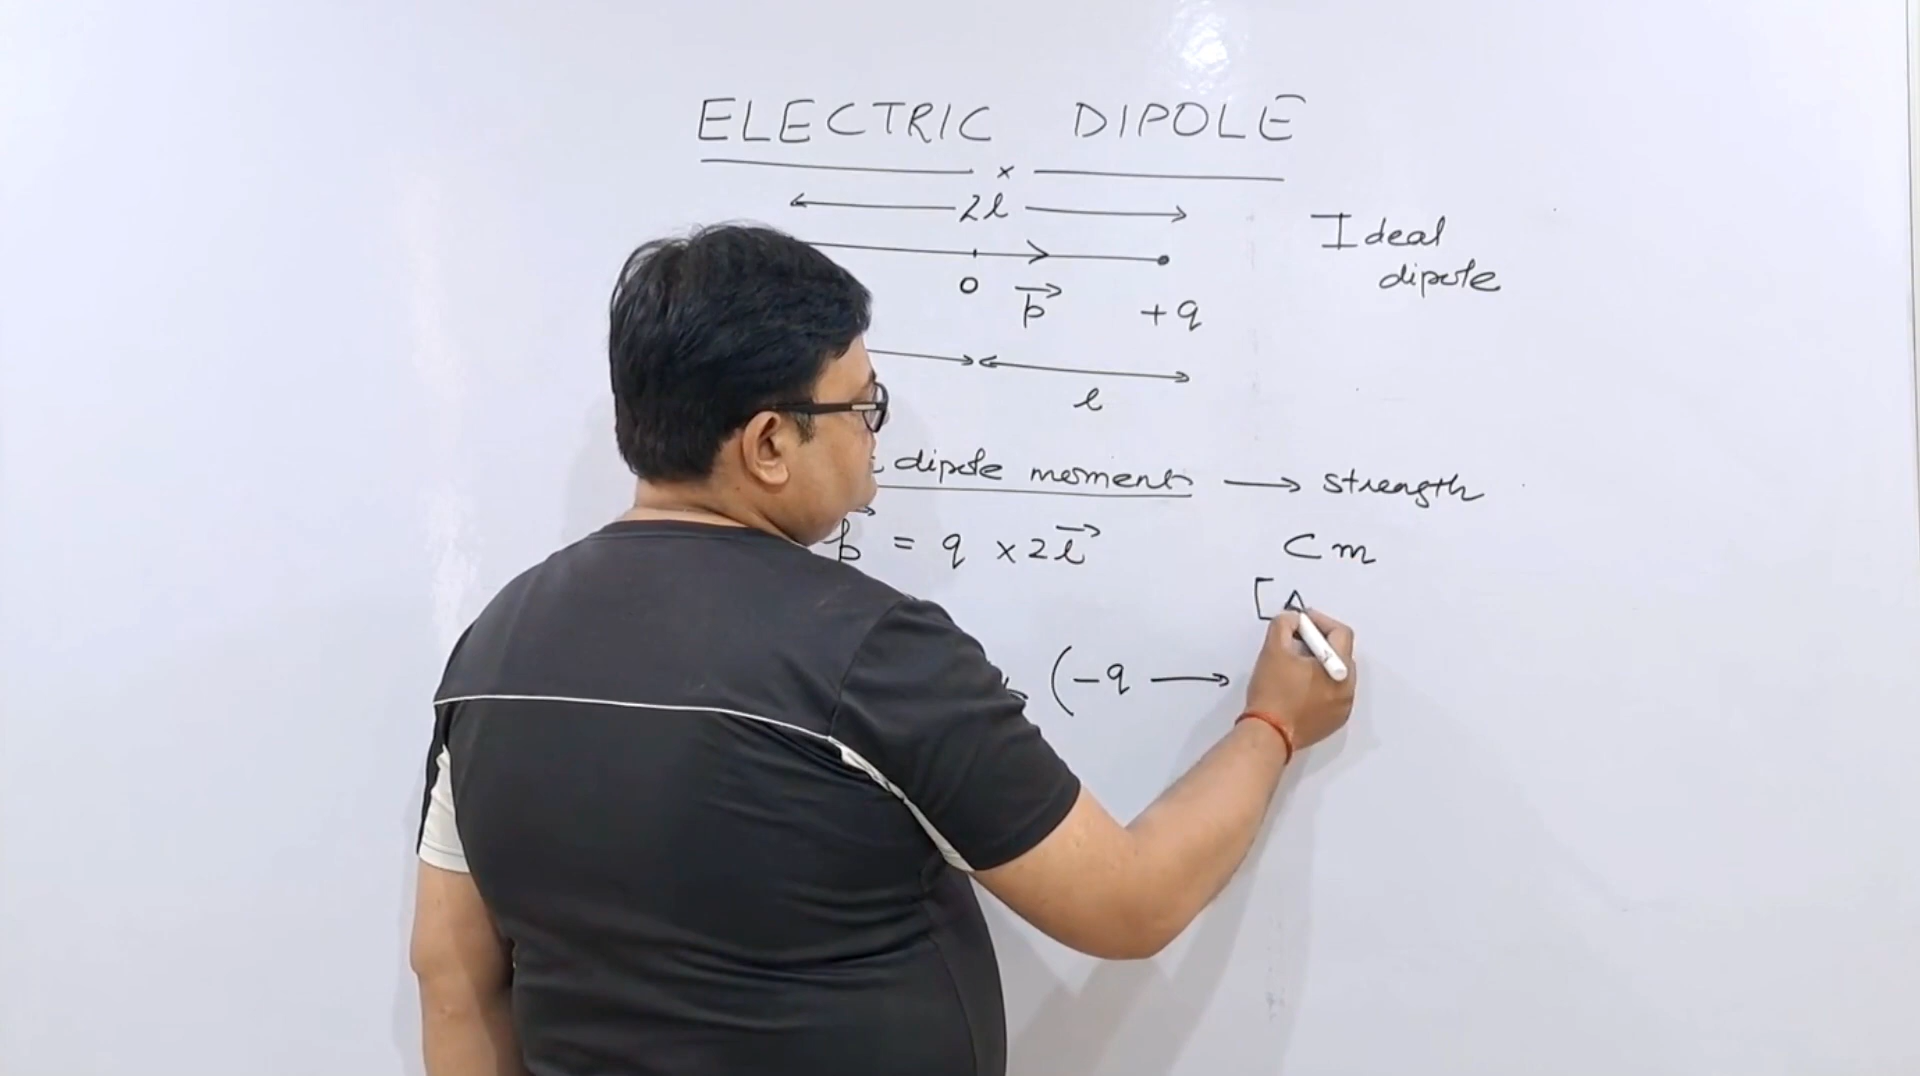 ELECTRIC DIPOLE
x
2l
Ideal
dipole
O p⃗ +q
l
dipole moment → strength
p⃗ = q × 2l⃗ Cm
[A
(-q →